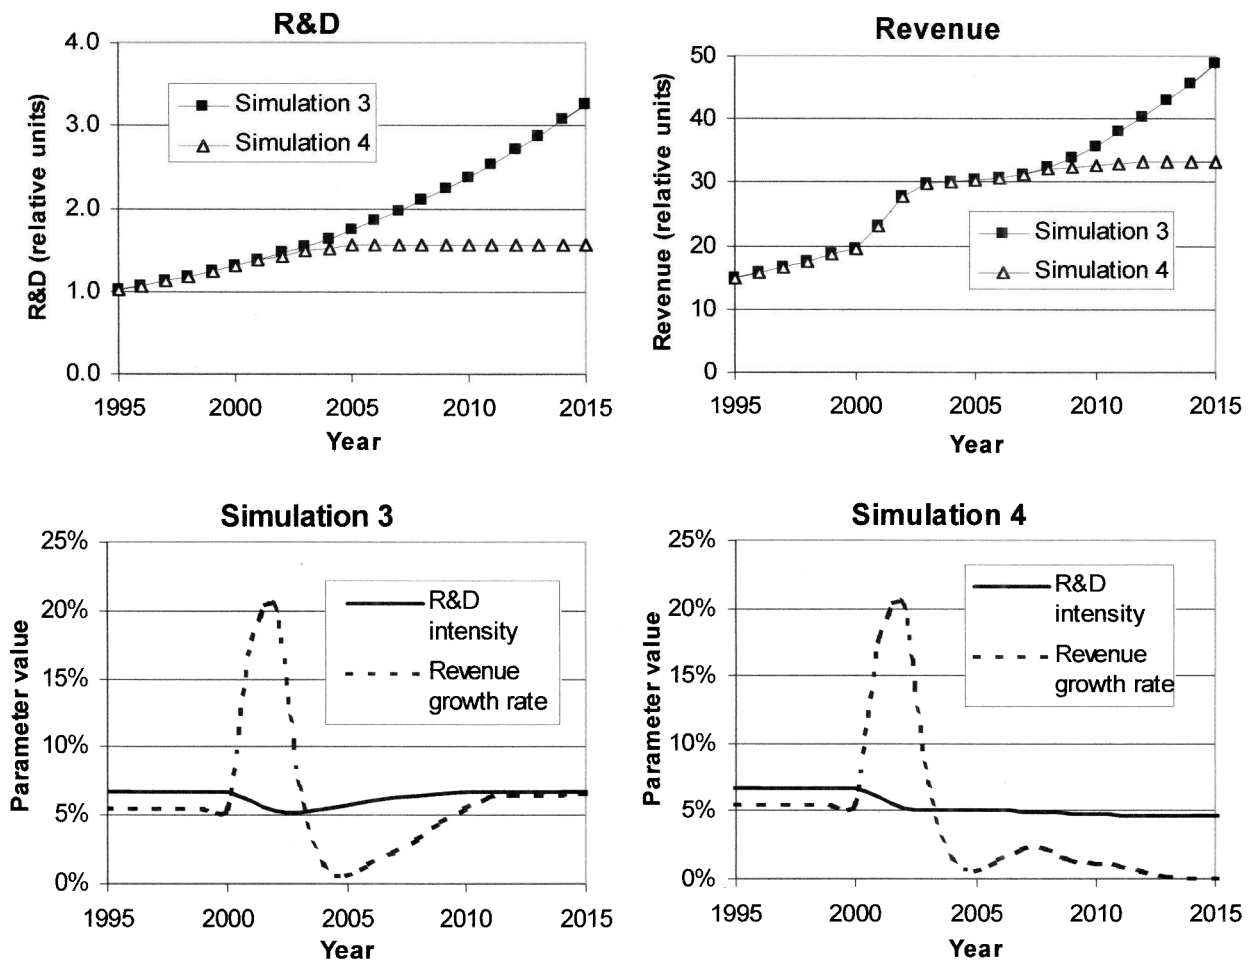 R&D
4.0
3.0
2.0
1.0
0.0
R&D (relative units)
Simulation 3
Simulation 4
1995
2000
2005
2010
2015
Year
Revenue
50
40
30
20
10
0
Revenue (relative units)
Simulation 3
Simulation 4
1995
2000
2005
2010
2015
Year
Simulation 3
25%
20%
15%
10%
5%
0%
Parameter value
R&D
intensity
Revenue
growth rate
1995
2000
2005
2010
2015
Year
Simulation 4
25%
20%
15%
10%
5%
0%
Parameter value
R&D
intensity
Revenue
growth rate
1995
2000
2005
2010
2015
Year